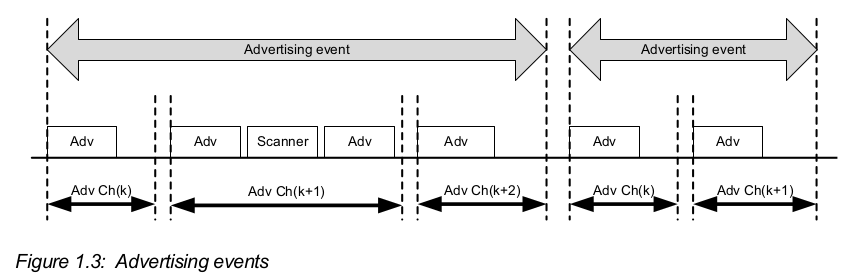 Advertising event Advertising event
Adv Adv Scanner Adv Adv Adv Adv
Adv Ch(k) Adv Ch(k+1) Adv Ch(k+2) Adv Ch(k) Adv Ch(k+1)
Figure 1.3: Advertising events